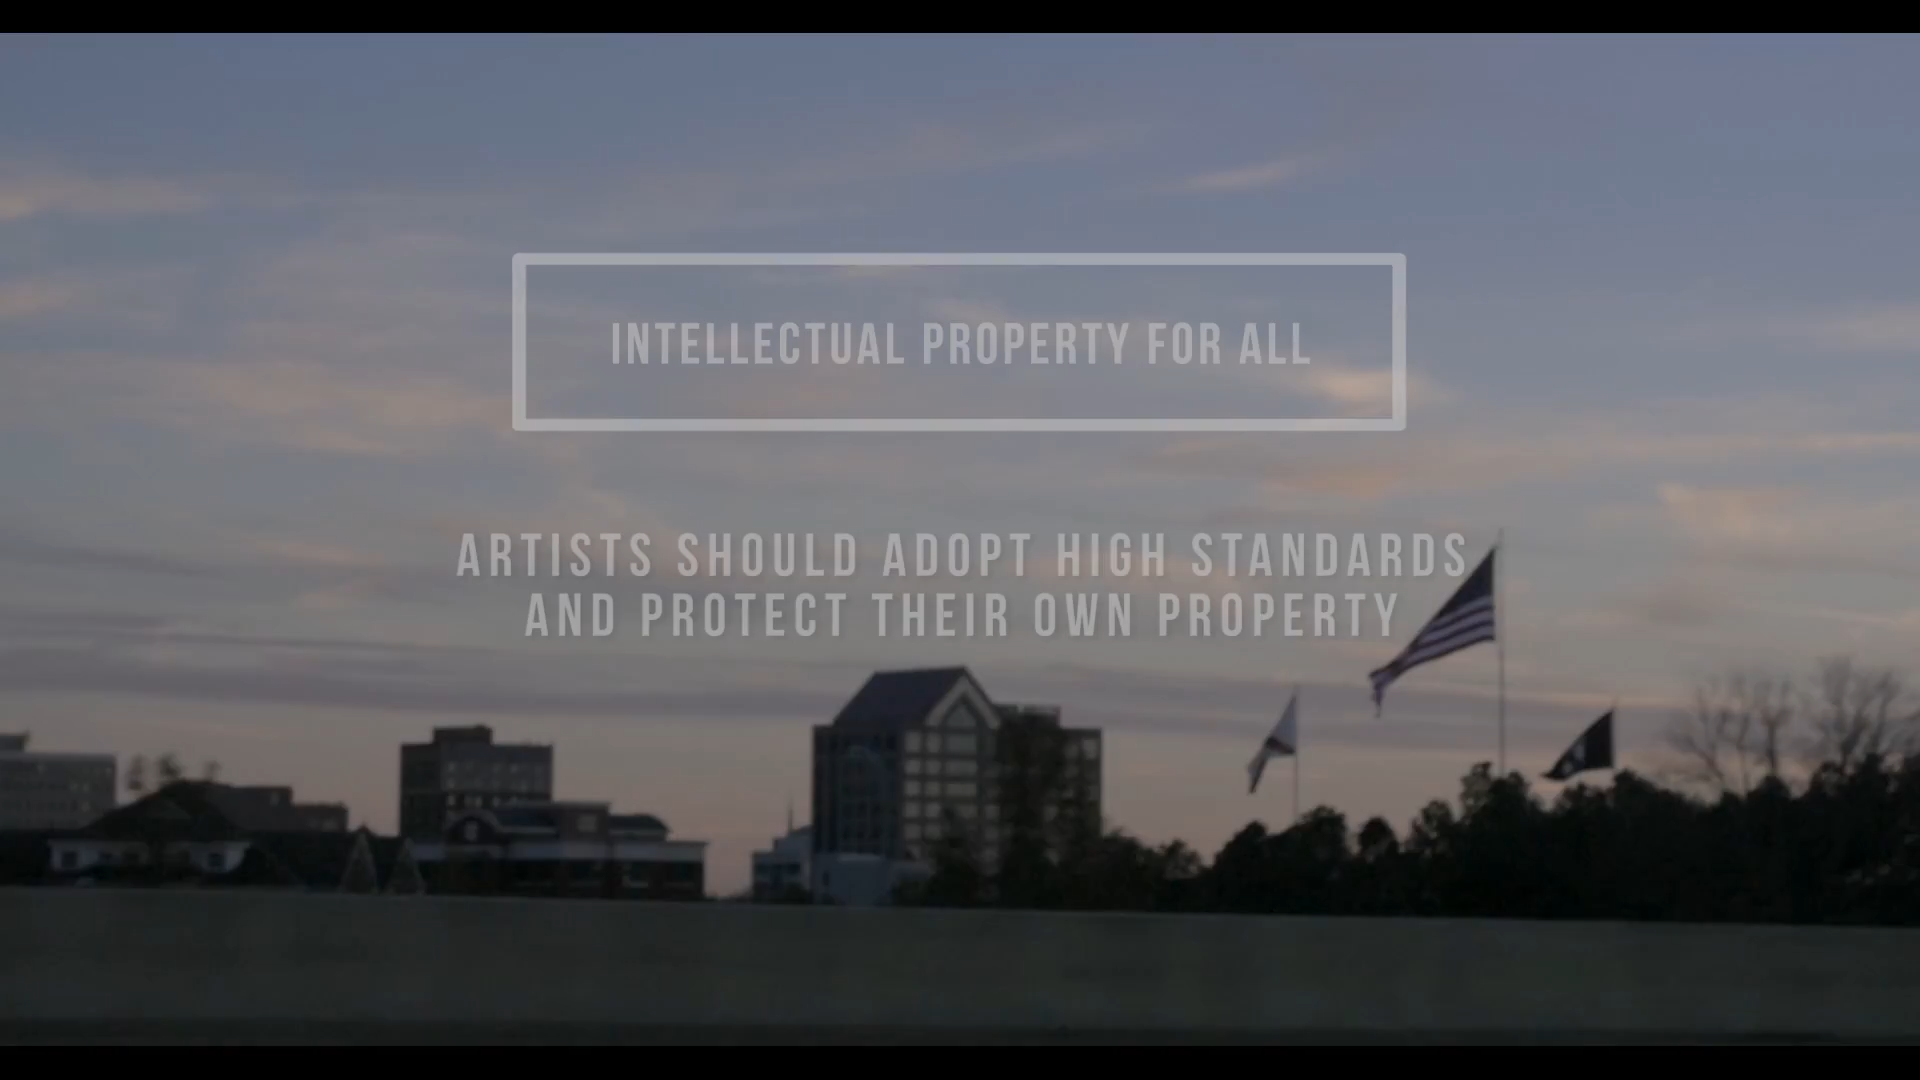 INTELLECTUAL PROPERTY FOR ALL
ARTISTS SHOULD ADOPT HIGH STANDARDS
AND PROTECT THEIR OWN PROPERTY